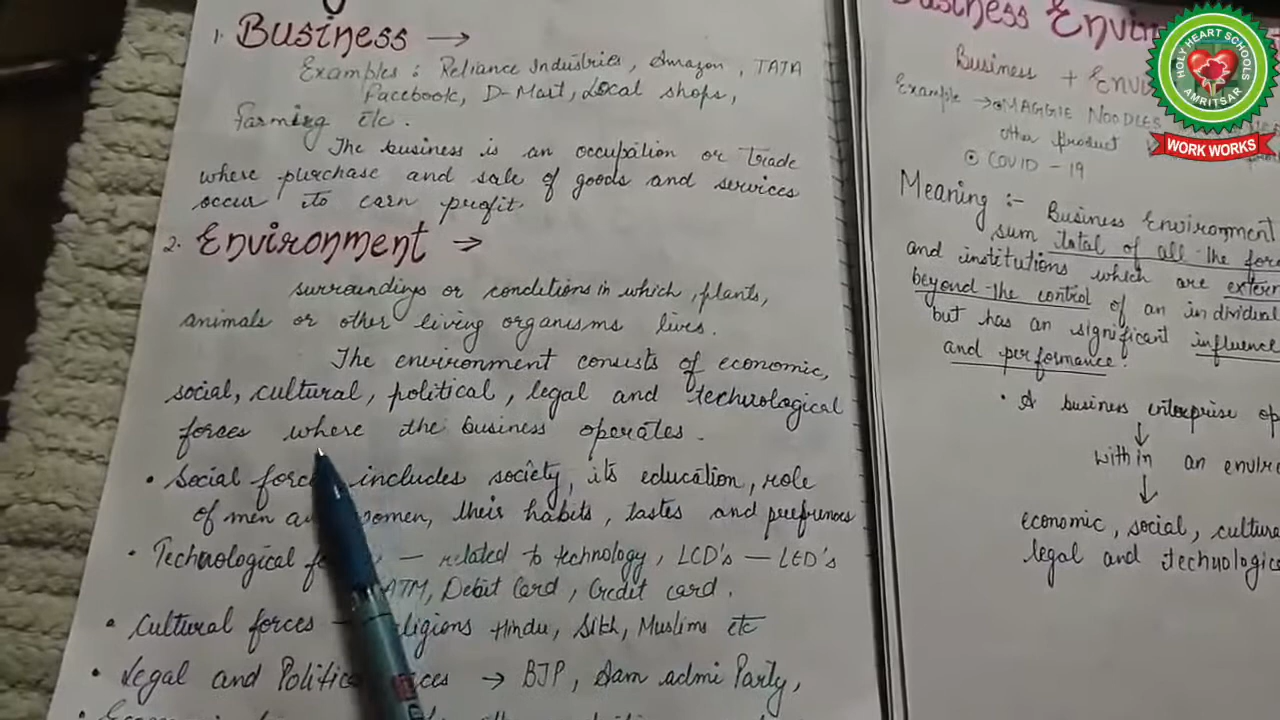 1. Business →
Examples : Reliance Industries, Amazon, TATA
Facebook, D-Mart, Local shops,
farming etc.
The business is an occupation or trade
where purchase and sale of goods and services
occur to earn profit.
2. Environment →
surroundings or conditions in which, plants,
animals or other living organisms lives.
The environment consists of economic,
social, cultural, political, legal and technological
forces where the business operates.
• Social forc includes society, its education, role
of men a women, their habits, tastes and prefrences
• Technological f — related to technology, LCD's — LED's
ATM, Debit Card, Credit card.
• Cultural forces — religions Hindu, Sikh, Muslims etc
• Legal and Politic ces → BJP, Aam admi Party,
Business Envir
Business + Envi
Example → • MAGGIE NOODLES
other product
• COVID - 19
Meaning :- Business Environment
sum total of all the for
and institutions which are extern
beyond the control of an individual
but has an significant influence
and performance.
• A business enterprise op
↓
within an envir
↓
economic, social, cultura
legal and technologic
HOLY HEART SCHOOLS
AMRITSAR
WORK WORKS